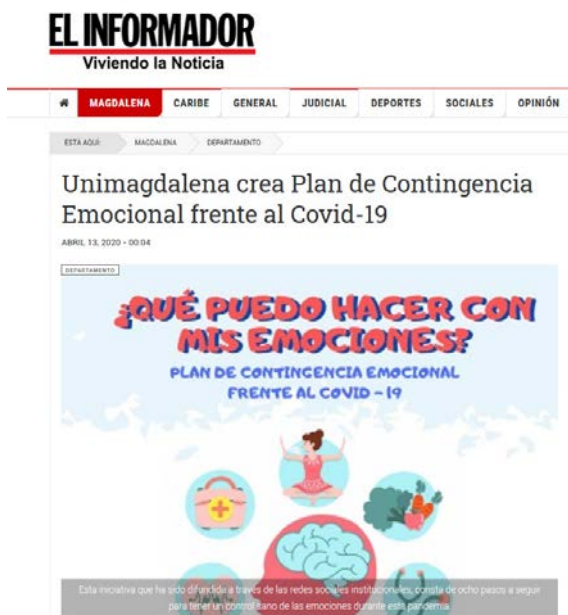 EL INFORMADOR
Viviendo la Noticia
MAGDALENA CARIBE GENERAL JUDICIAL DEPORTES SOCIALES OPINIÓN
ESTÁ AQUÍ: MAGDALENA DEPARTAMENTO
Unimagdalena crea Plan de Contingencia
Emocional frente al Covid-19
ABRIL 13, 2020 - 00:04
DEPARTAMENTO
¿QUÉ PUEDO HACER CON
MIS EMOCIONES?
PLAN DE CONTINGENCIA EMOCIONAL
FRENTE AL COVID - 19
Esta iniciativa que ha sido difundida a través de las redes sociales institucionales, consta de ocho pasos a seguir
para tener un control sano de las emociones durante esta pandemia.